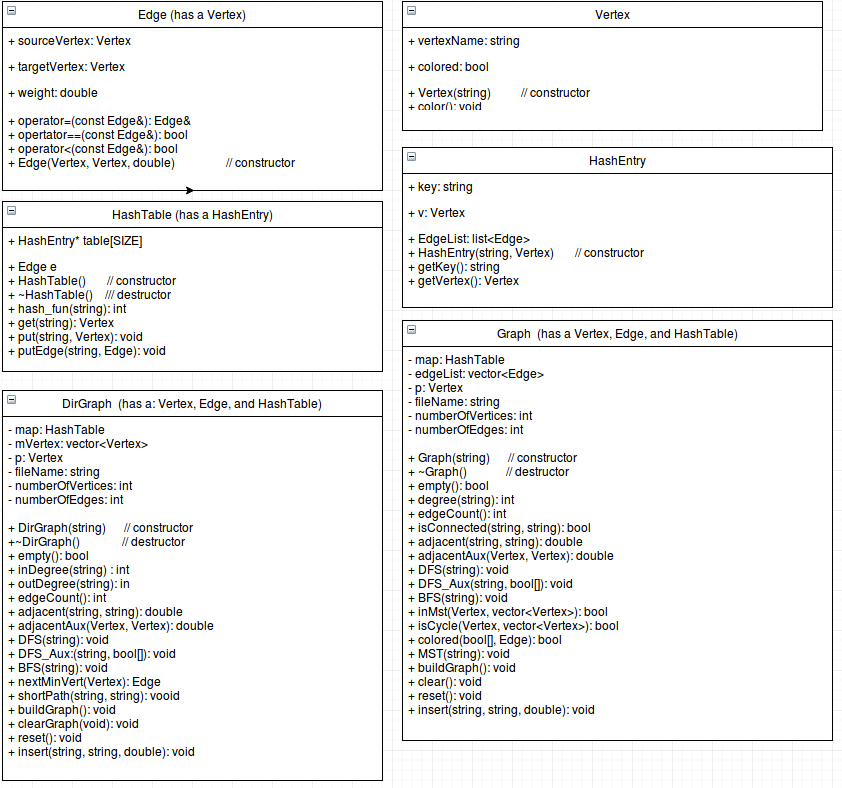 Edge (has a Vertex)
+ sourceVertex: Vertex
+ targetVertex: Vertex
+ weight: double
+ operator=(const Edge&): Edge&
+ opertator==(const Edge&): bool
+ operator<(const Edge&): bool
+ Edge(Vertex, Vertex, double) // constructor
HashTable (has a HashEntry)
+ HashEntry* table[SIZE]
+ Edge e
+ HashTable() // constructor
+ ~HashTable() /// destructor
+ hash_fun(string): int
+ get(string): Vertex
+ put(string, Vertex): void
+ putEdge(string, Edge): void
DirGraph (has a: Vertex, Edge, and HashTable)
- map: HashTable
- mVertex: vector<Vertex>
- p: Vertex
- fileName: string
- numberOfVertices: int
- numberOfEdges: int
+ DirGraph(string) // constructor
+~DirGraph() // destructor
+ empty(): bool
+ inDegree(string) : int
+ outDegree(string): in
+ edgeCount(): int
+ adjacent(string, string): double
+ adjacentAux(Vertex, Vertex): double
+ DFS(string): void
+ DFS_Aux:(string, bool[]): void
+ BFS(string): void
+ nextMinVert(Vertex): Edge
+ shortPath(string, string): vooid
+ buildGraph(): void
+ clearGraph(void): void
+ reset(): void
+ insert(string, string, double): void
Vertex
+ vertexName: string
+ colored: bool
+ Vertex(string) // constructor
+ color(): void
HashEntry
+ key: string
+ v: Vertex
+ EdgeList: list<Edge>
+ HashEntry(string, Vertex) // constructor
+ getKey(): string
+ getVertex(): Vertex
Graph (has a Vertex, Edge, and HashTable)
- map: HashTable
- edgeList: vector<Edge>
- p: Vertex
- fileName: string
- numberOfVertices: int
- numberOfEdges: int
+ Graph(string) // constructor
+ ~Graph() // destructor
+ empty(): bool
+ degree(string): int
+ edgeCount(): int
+ isConnected(string, string): bool
+ adjacent(string, string): double
+ adjacentAux(Vertex, Vertex): double
+ DFS(string): void
+ DFS_Aux(string, bool[]): void
+ BFS(string): void
+ inMst(Vertex, vector<Vertex>): bool
+ isCycle(Vertex, vector<Vertex>): bool
+ colored(bool[], Edge): bool
+ MST(string): void
+ buildGraph(): void
+ clear(): void
+ reset(): void
+ insert(string, string, double): void